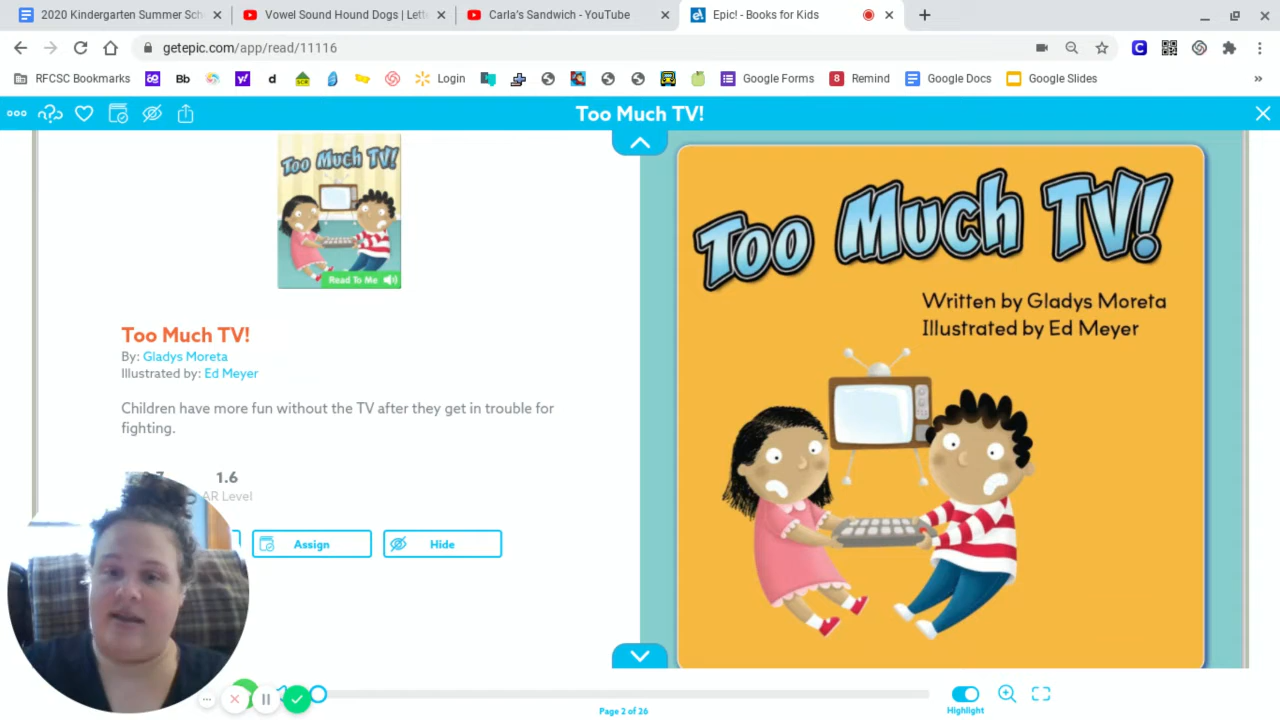 2020 Kindergarten Summer Sch
Vowel Sound Hound Dogs | Lett
Carla's Sandwich - YouTube
Epic! - Books for Kids
getepic.com/app/read/11116
RFCSC Bookmarks
Bb
y!
d
Login
Google Forms
8
Remind
Google Docs
Google Slides
Too Much TV!
Too Much TV!
Read To Me
Too Much TV!
By: Gladys Moreta
Illustrated by: Ed Meyer
Children have more fun without the TV after they get in trouble for
fighting.
1.6
AR Level
Assign
Hide
Too Much TV!
Written by Gladys Moreta
Illustrated by Ed Meyer
Page 2 of 26
Highlight